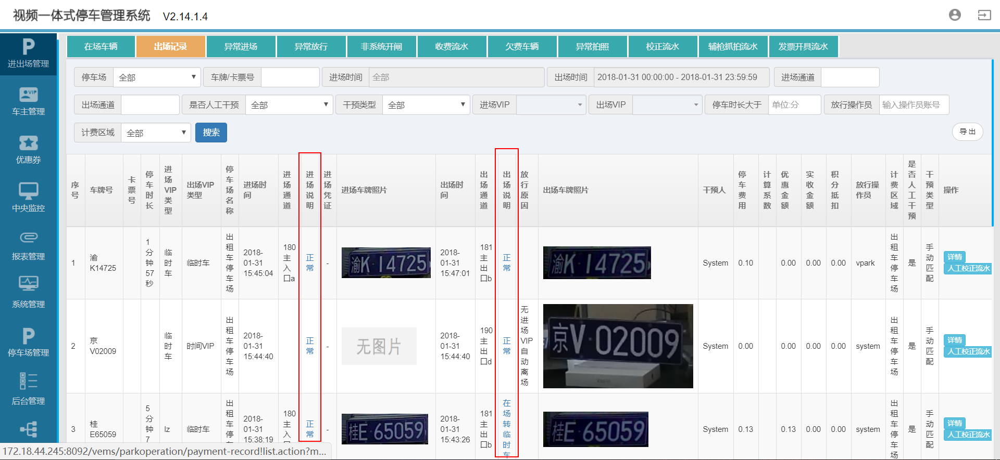 视频一体式停车管理系统 V2.14.1.4
进出场管理
车主管理
优惠券
中央监控
报表管理
系统管理
停车场管理
后台管理
在场车辆 出场记录 异常进场 异常放行 非系统开闸 收费流水 欠费车辆 异常拍照 校正流水 辅枪抓拍流水 发票开具流水
停车场 全部 车牌/卡票号 进场时间 全部 出场时间 2018-01-31 00:00:00 - 2018-01-31 23:59:59 进场通道
出场通道 是否人工干预 全部 干预类型 全部 进场VIP 出场VIP 停车时长大于 单位:分 放行操作员 输入操作员账号
计费区域 全部 搜索 导出
序号 车牌号 卡票号 停车时长 进场VIP类型 出场VIP类型 停车场名称 进场时间 进场通道 进场说明 进场凭证 进场车牌照片 出场时间 出场通道 出场说明 放行原因 出场车牌照片 干预人 停车费用 计算系数 优惠金额 实收金额 积分抵扣 放行操作员 计费区域 是否人工干预 干预类型 操作
1 渝K14725 1分钟57秒 临时车 临时车 出租车停车场 2018-01-31 15:45:04 180主入口a 正常 - 渝K·14725 2018-01-31 15:47:01 181主出口b 正常 渝K·14725 System 0.10 0.00 0.00 0.00 vpark 出租车停车场 是 手动匹配 详情 人工校正流水
2 京V02009 临时车 时间VIP 出租车停车场 2018-01-31 15:44:40 正常 - 无图片 2018-01-31 15:44:40 190主出口d 正常 无进场VIP自动离场 京V·02009 System 0.00 0.00 0.00 0.00 system 出租车停车场 是 手动匹配 详情 人工校正流水
3 桂E65059 5分钟7 lz 临时车 出租车停 2018-01-31 15:38:19 180主入 正常 - 桂E·65059 2018-01-31 15:43:26 181主出口b 在场转临时车 桂E·65059 System 0.13 0.13 0.00 0.00 system 出租车停车场 是 手动匹配 详情 人工校正流水
172.18.44.245:8092/vems/parkoperation/payment-record!list.action?m...